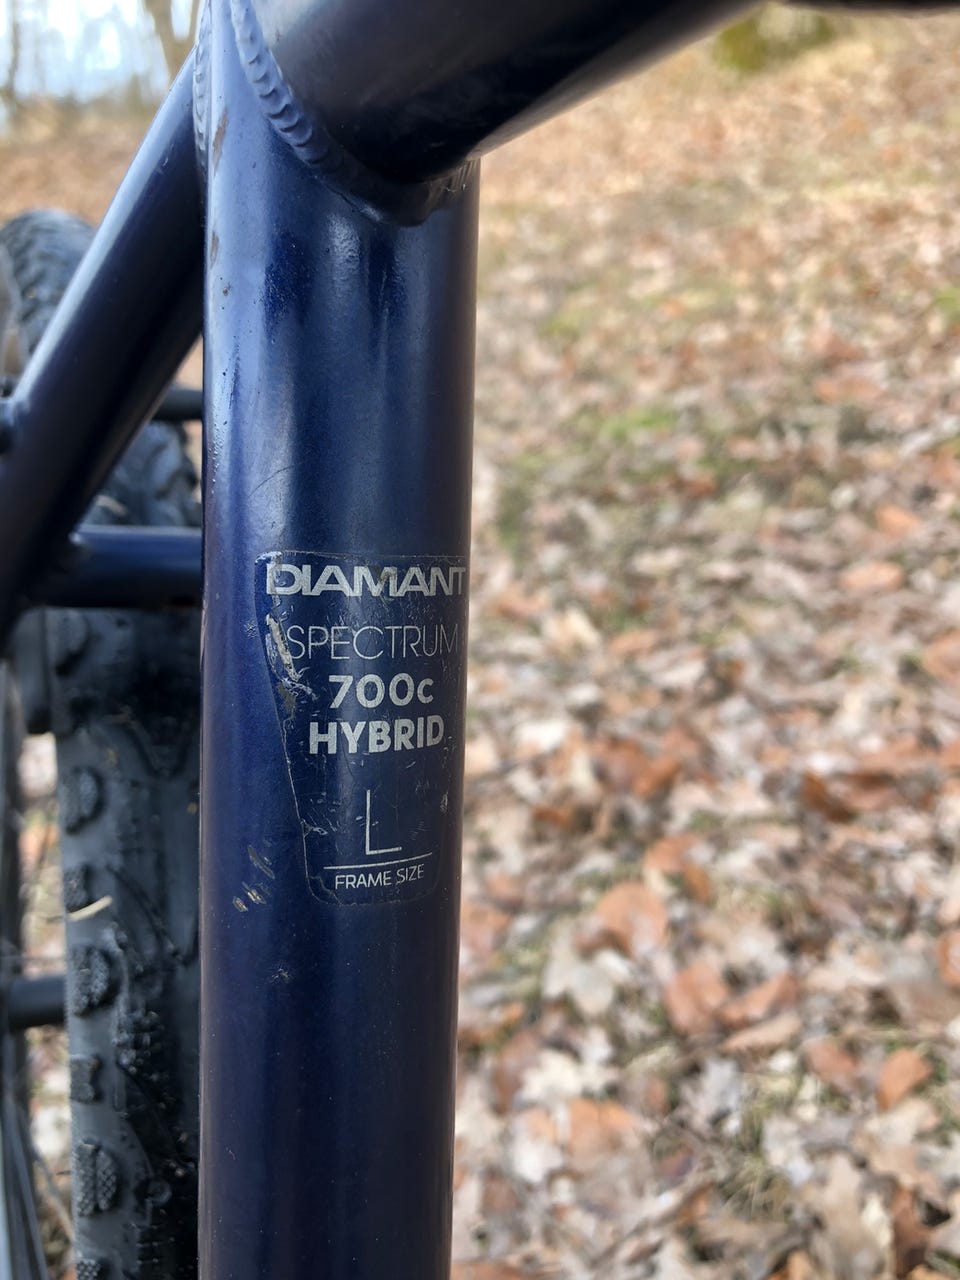 DIAMANT
SPECTRUM
700c
HYBRID
L
FRAME SIZE